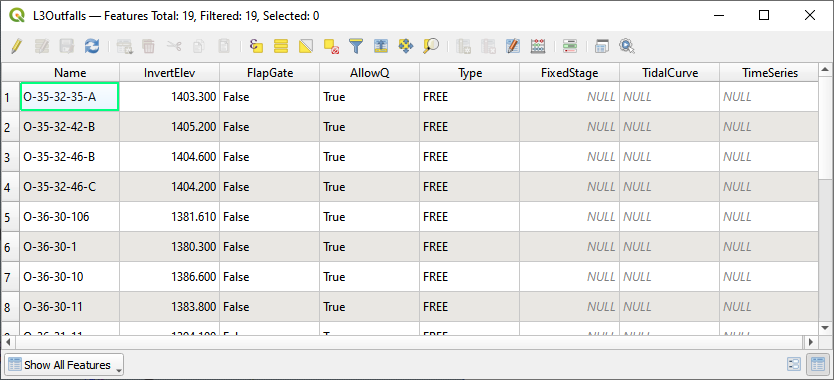 L3Outfalls — Features Total: 19, Filtered: 19, Selected: 0
Name InvertElev FlapGate AllowQ Type FixedStage TidalCurve TimeSeries
1 O-35-32-35-A 1403.300 False True FREE NULL NULL NULL
2 O-35-32-42-B 1405.200 False True FREE NULL NULL NULL
3 O-35-32-46-B 1404.600 False True FREE NULL NULL NULL
4 O-35-32-46-C 1404.200 False True FREE NULL NULL NULL
5 O-36-30-106 1381.610 False True FREE NULL NULL NULL
6 O-36-30-1 1380.300 False True FREE NULL NULL NULL
7 O-36-30-10 1386.600 False True FREE NULL NULL NULL
8 O-36-30-11 1383.800 False True FREE NULL NULL NULL
Show All Features